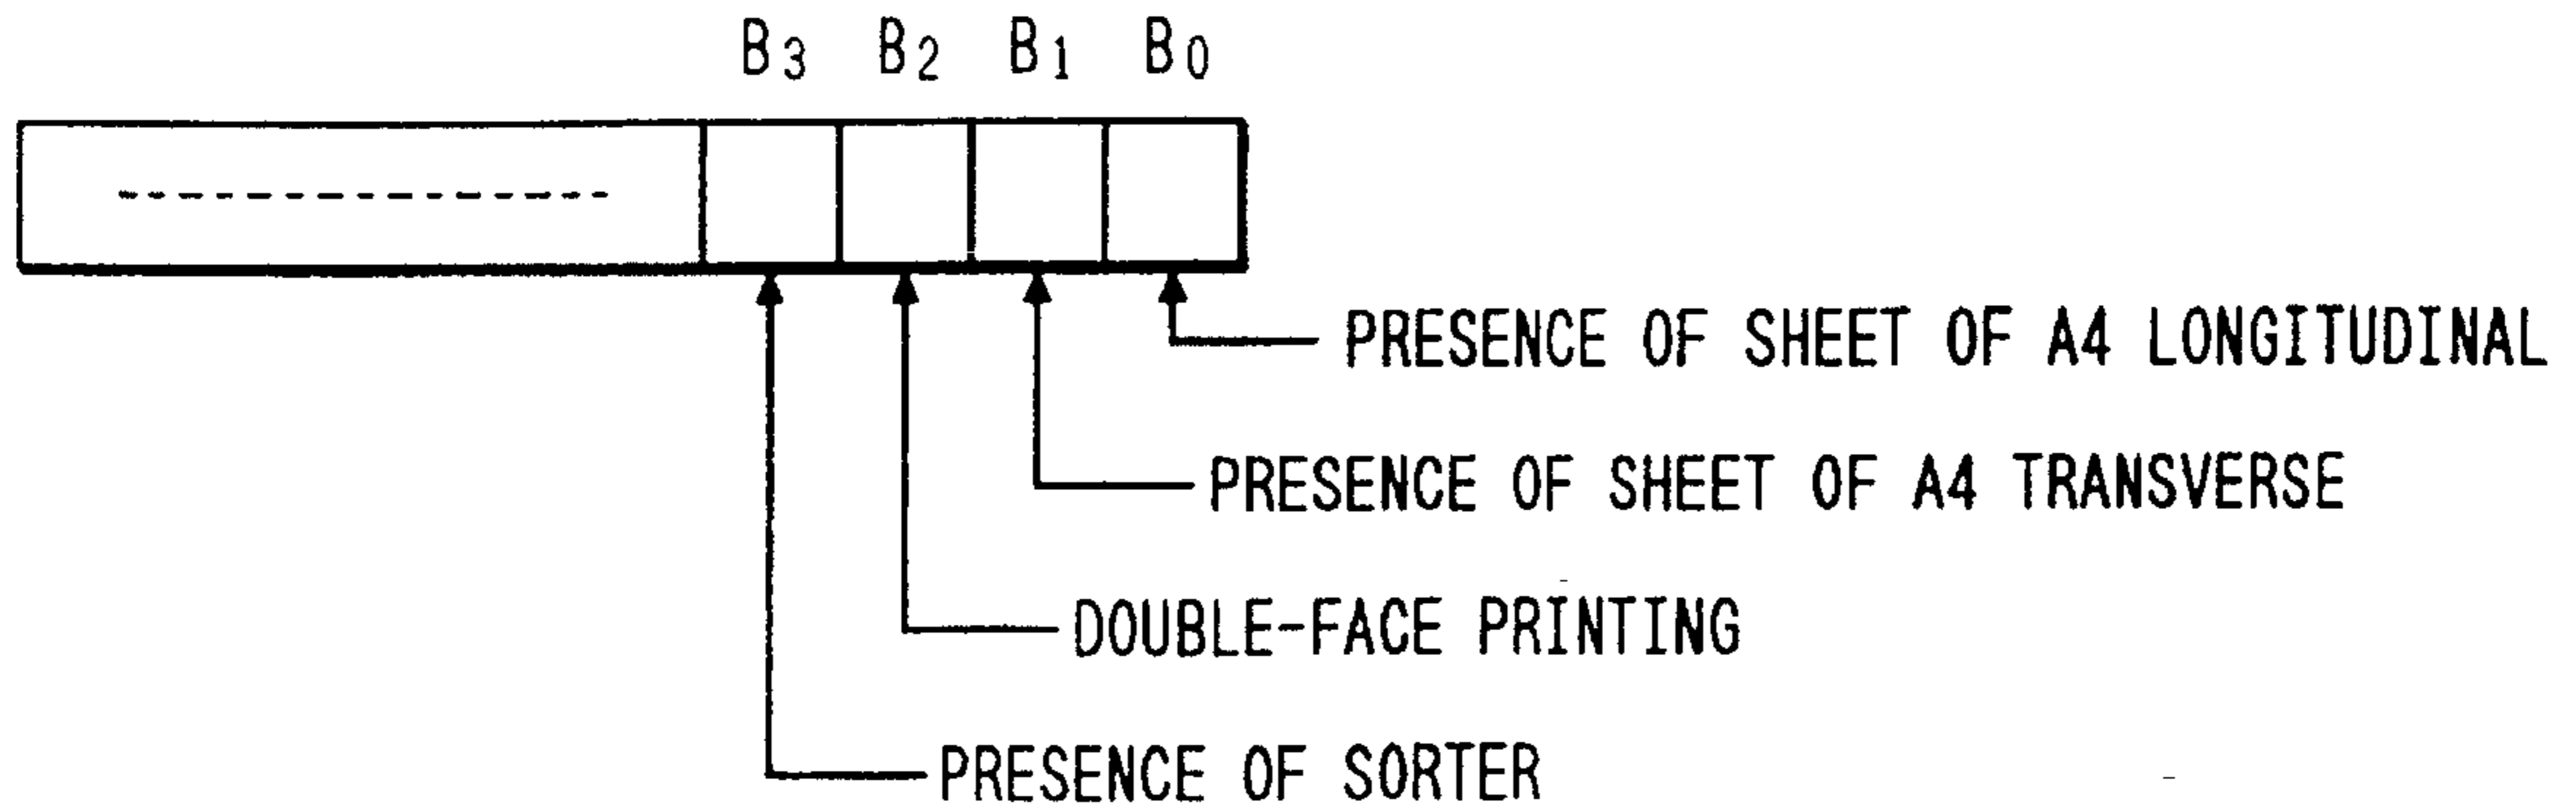 B3 B2 B1 B0
PRESENCE OF SHEET OF A4 LONGITUDINAL
PRESENCE OF SHEET OF A4 TRANSVERSE
DOUBLE-FACE PRINTING
PRESENCE OF SORTER